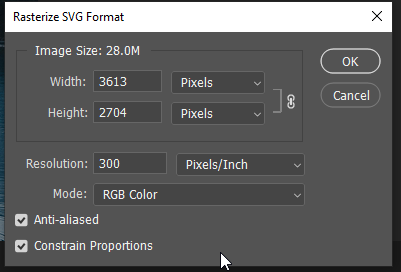 Rasterize SVG Format
Image Size: 28.0M
Width: 3613 Pixels
Height: 2704 Pixels
Resolution: 300 Pixels/Inch
Mode: RGB Color
Anti-aliased
Constrain Proportions
OK
Cancel